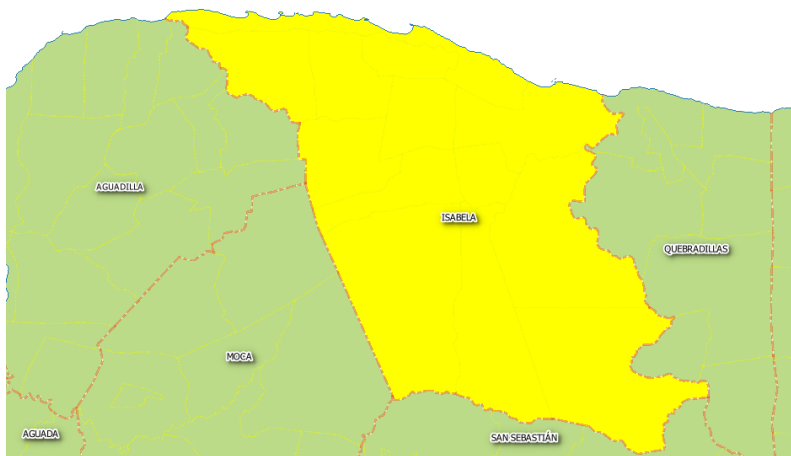 AGUADILLA
ISABELA
QUEBRADILLAS
MOCA
AGUADA
SAN SEBASTIÁN